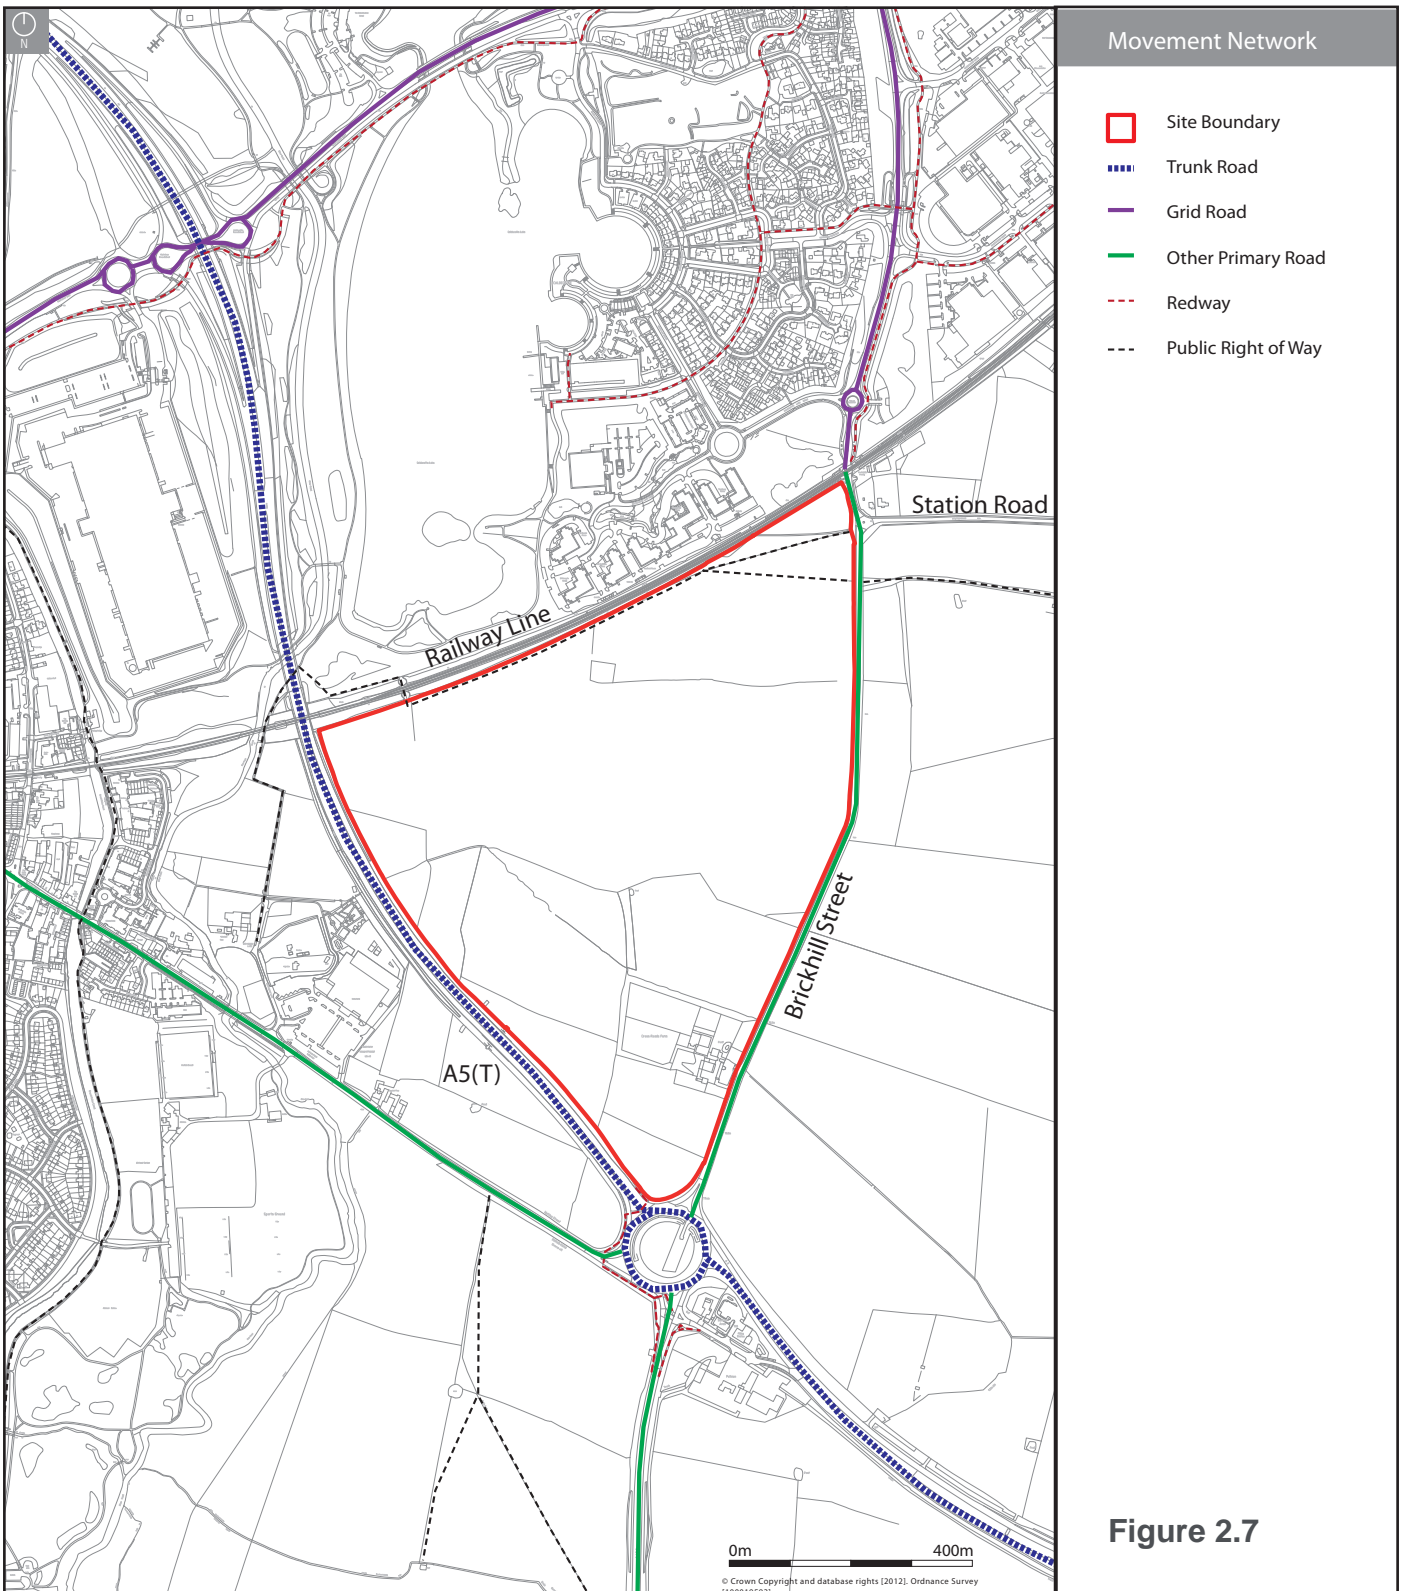 N
Movement Network
Site Boundary
Trunk Road
Grid Road
Other Primary Road
Redway
Public Right of Way
Station Road
Railway Line
Brickhill Street
A5(T)
0m 400m
© Crown Copyright and database rights [2012]. Ordnance Survey
Figure 2.7